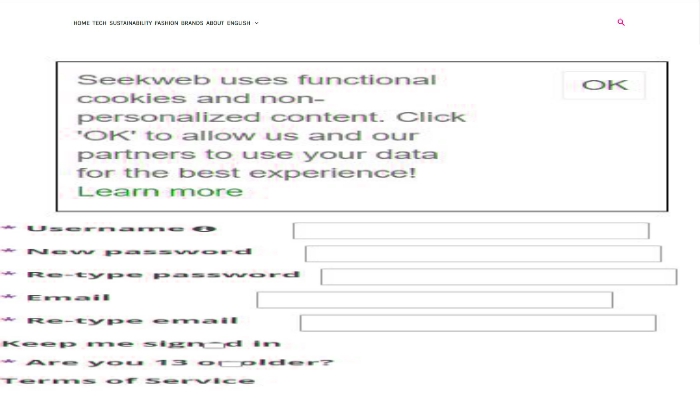 HOME TECH SUSTAINABILITY FASHION BRANDS ABOUT ENGLISH
Seekweb uses functional
cookies and non-
personalized content. Click
'OK' to allow us and our
partners to use your data
for the best experience!
Learn more
OK
* Username
* New password
* Re-type password
* Email
* Re-type email
Keep me signed in
* Are you 13 or older?
Terms of Service